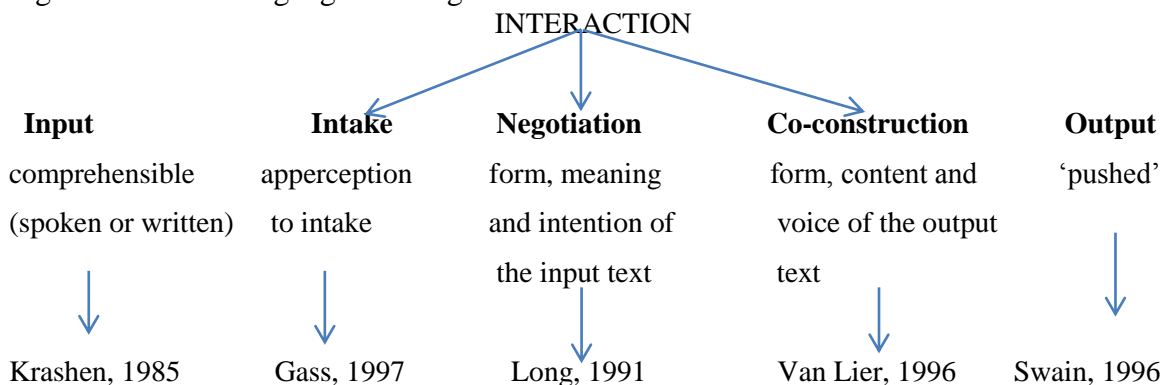 INTERACTION
Input Intake Negotiation Co-construction Output
comprehensible apperception form, meaning form, content and ‘pushed’
(spoken or written) to intake and intention of voice of the output
the input text text
Krashen, 1985 Gass, 1997 Long, 1991 Van Lier, 1996 Swain, 1996